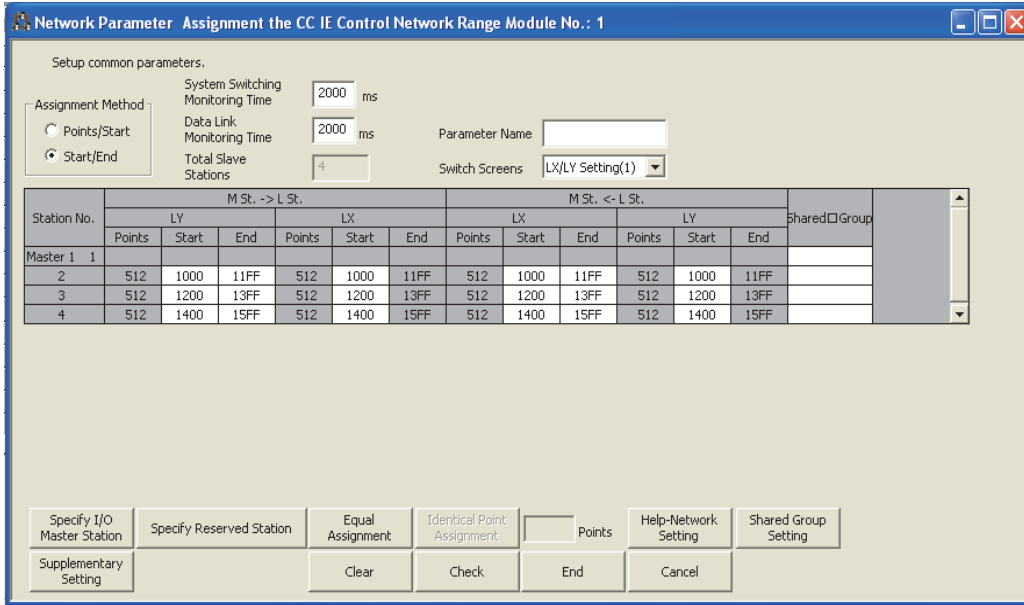 Network Parameter  Assignment the CC IE Control Network Range Module No.: 1
Setup common parameters.
Assignment Method
Points/Start
Start/End
System Switching
Monitoring Time
2000 ms
Data Link
Monitoring Time
2000 ms
Total Slave
Stations
4
Parameter Name
Switch Screens LX/LY Setting(1)
Station No. M St. -> L St. M St. <- L St. Shared□Group
LY LX LX LY
Points Start End Points Start End Points Start End Points Start End
Master 1 1
2 512 1000 11FF 512 1000 11FF 512 1000 11FF 512 1000 11FF
3 512 1200 13FF 512 1200 13FF 512 1200 13FF 512 1200 13FF
4 512 1400 15FF 512 1400 15FF 512 1400 15FF 512 1400 15FF
Specify I/O
Master Station
Specify Reserved Station
Equal
Assignment
Identical Point
Assignment
Points
Help-Network
Setting
Shared Group
Setting
Supplementary
Setting
Clear
Check
End
Cancel